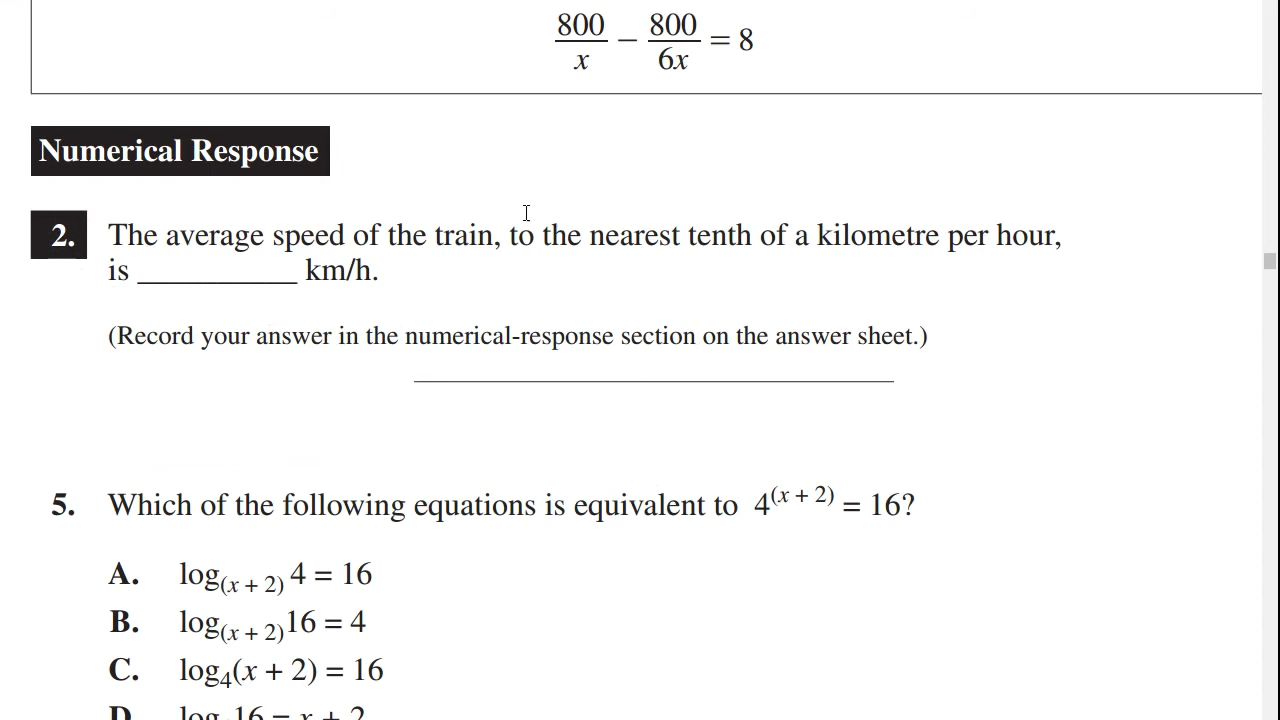 800/x − 800/6x = 8
Numerical Response
2. The average speed of the train, to the nearest tenth of a kilometre per hour,
is __________ km/h.
(Record your answer in the numerical-response section on the answer sheet.)
5. Which of the following equations is equivalent to 4^(x + 2) = 16?
A. log_(x + 2) 4 = 16
B. log_(x + 2) 16 = 4
C. log_4 (x + 2) = 16
D. log 16 = x + 2